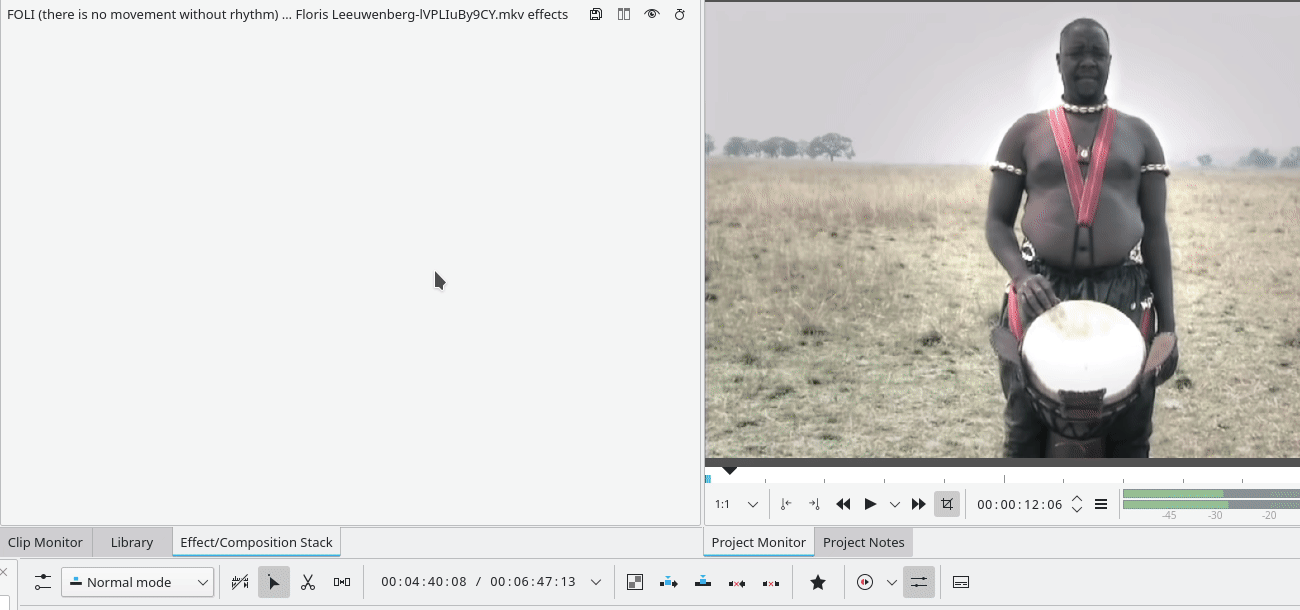 FOLI (there is no movement without rhythm) ... Floris Leeuwenberg-lVPLIuBy9CY.mkv effects
1:1
00:00:12:06
-45 -30 -20
Clip Monitor Library Effect/Composition Stack
Project Monitor Project Notes
Normal mode
00:04:40:08 / 00:06:47:13